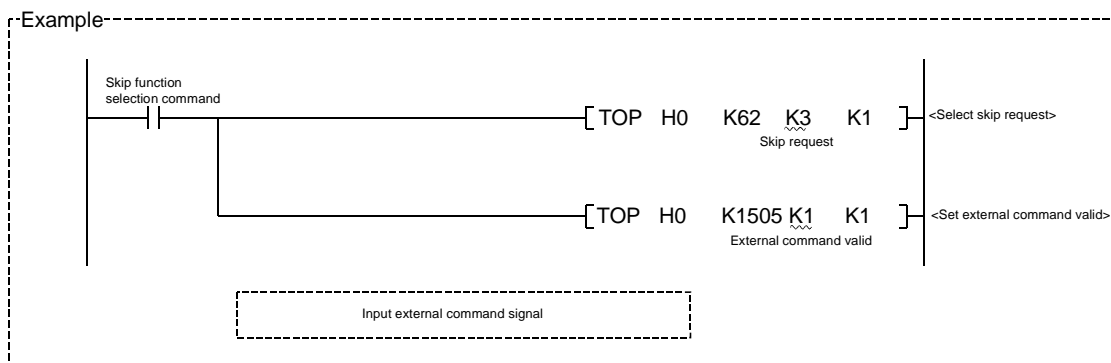 Example
Skip function
selection command
TOP H0 K62 K3 K1 <Select skip request>
Skip request
TOP H0 K1505 K1 K1 <Set external command valid>
External command valid
Input external command signal